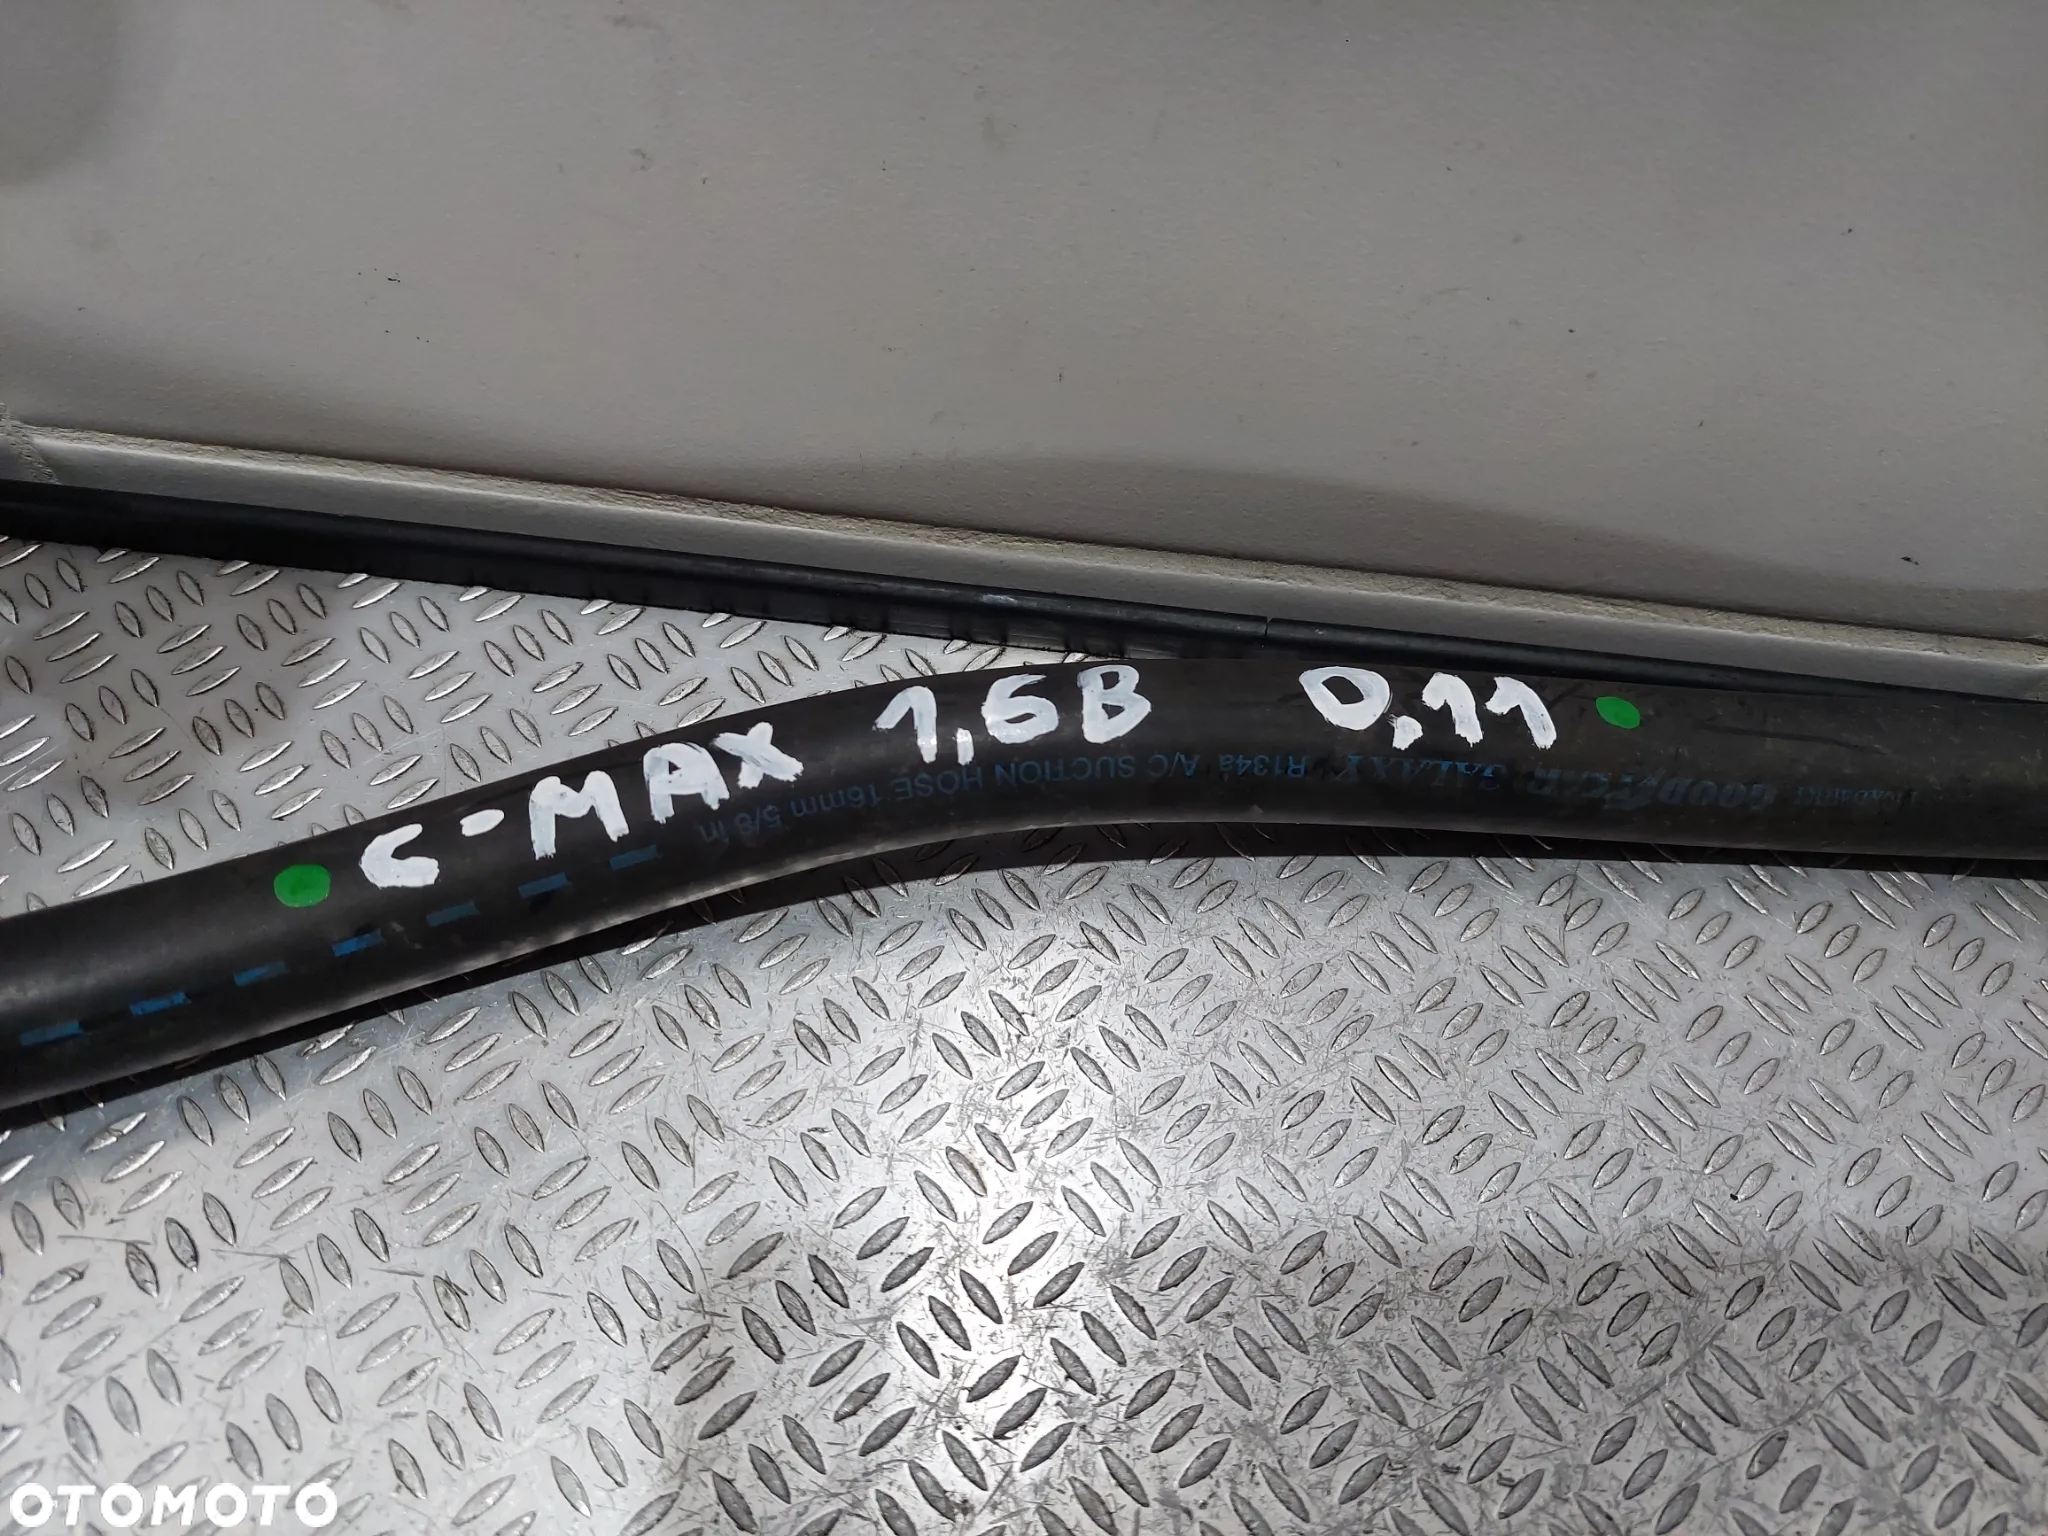 C-MAX 1,6B 0,11
GOODYEAR GALAXY R134a A/C SUCTION HOSE 16mm 5/8 in
OTOMOTO